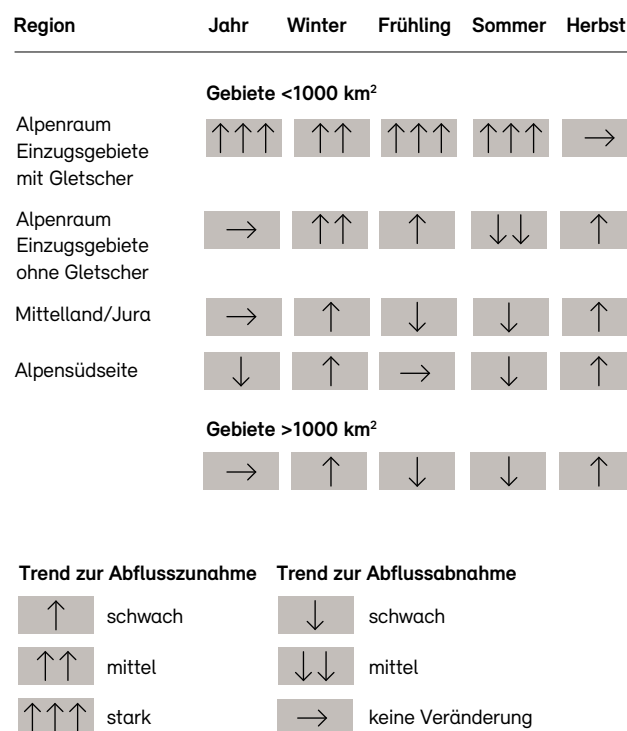 Region Jahr Winter Frühling Sommer Herbst
Gebiete <1000 km²
Alpenraum
Einzugsgebiete
mit Gletscher
↑↑↑ ↑↑ ↑↑↑ ↑↑↑ →
Alpenraum
Einzugsgebiete
ohne Gletscher
→ ↑↑ ↑ ↓↓ ↑
Mittelland/Jura → ↑ ↓ ↓ ↑
Alpensüdseite ↓ ↑ → ↓ ↑
Gebiete >1000 km²
→ ↑ ↓ ↓ ↑
Trend zur Abflusszunahme Trend zur Abflussabnahme
↑ schwach ↓ schwach
↑↑ mittel ↓↓ mittel
↑↑↑ stark → keine Veränderung